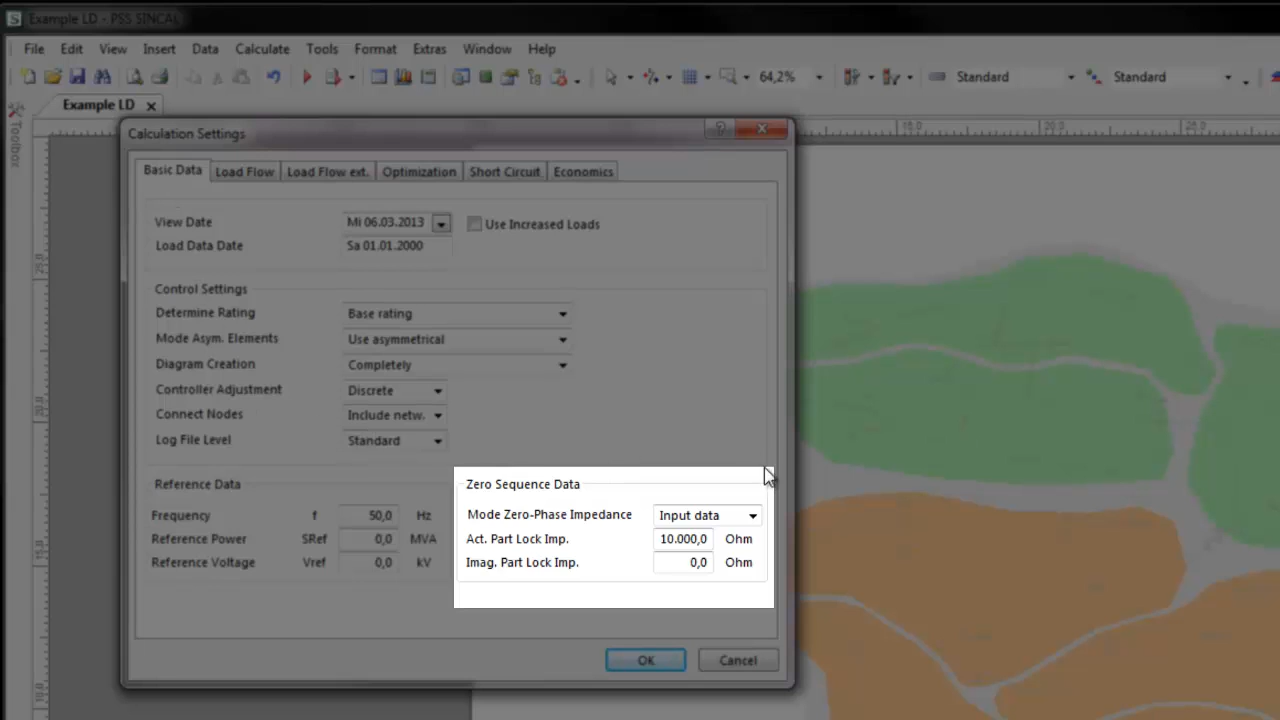 Example LD - PSS SINCAL
File Edit View Insert Data Calculate Tools Format Extras Window Help
64,2% Standard Standard
Example LD
Toolbox
Calculation Settings
Basic Data Load Flow Load Flow ext. Optimization Short Circuit Economics
View Date Mi 06.03.2013 Use Increased Loads
Load Data Date Sa 01.01.2000
Control Settings
Determine Rating Base rating
Mode Asym. Elements Use asymmetrical
Diagram Creation Completely
Controller Adjustment Discrete
Connect Nodes Include netw.
Log File Level Standard
Reference Data
Frequency f 50,0 Hz
Reference Power SRef 0,0 MVA
Reference Voltage Vref 0,0 kV
Zero Sequence Data
Mode Zero-Phase Impedance Input data
Act. Part Lock Imp. 10.000,0 Ohm
Imag. Part Lock Imp. 0,0 Ohm
OK Cancel